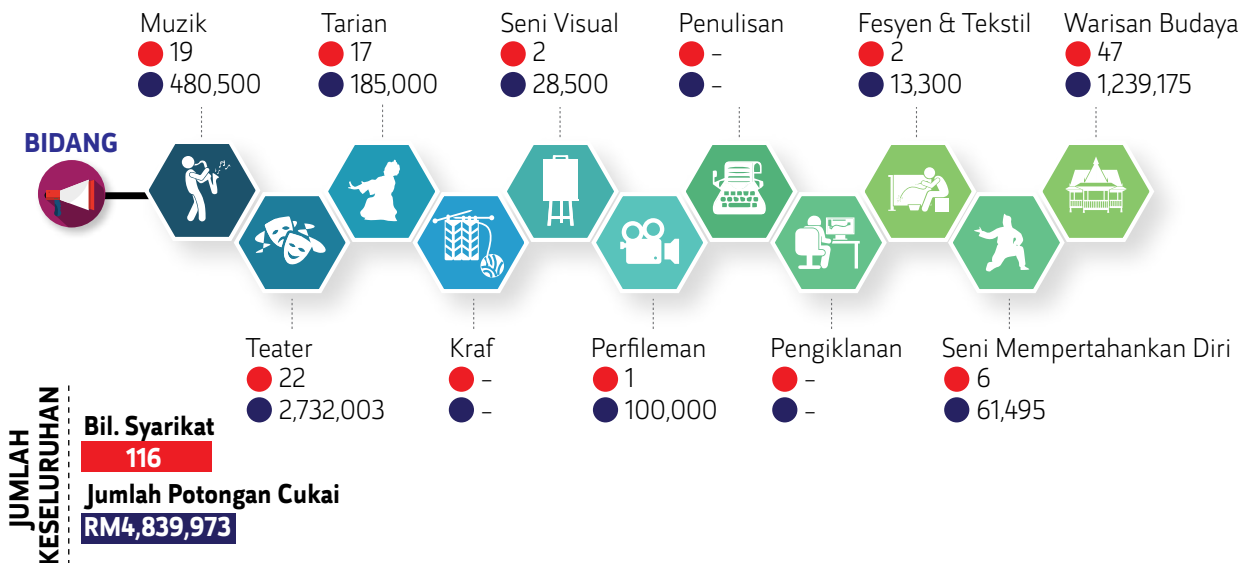 Muzik
19
480,500
Tarian
17
185,000
Seni Visual
2
28,500
Penulisan
–
–
Fesyen & Tekstil
2
13,300
Warisan Budaya
47
1,239,175
BIDANG
Teater
22
2,732,003
Kraf
–
–
Perfileman
1
100,000
Pengiklanan
–
–
Seni Mempertahankan Diri
6
61,495
JUMLAH
KESELURUHAN
Bil. Syarikat
116
Jumlah Potongan Cukai
RM4,839,973